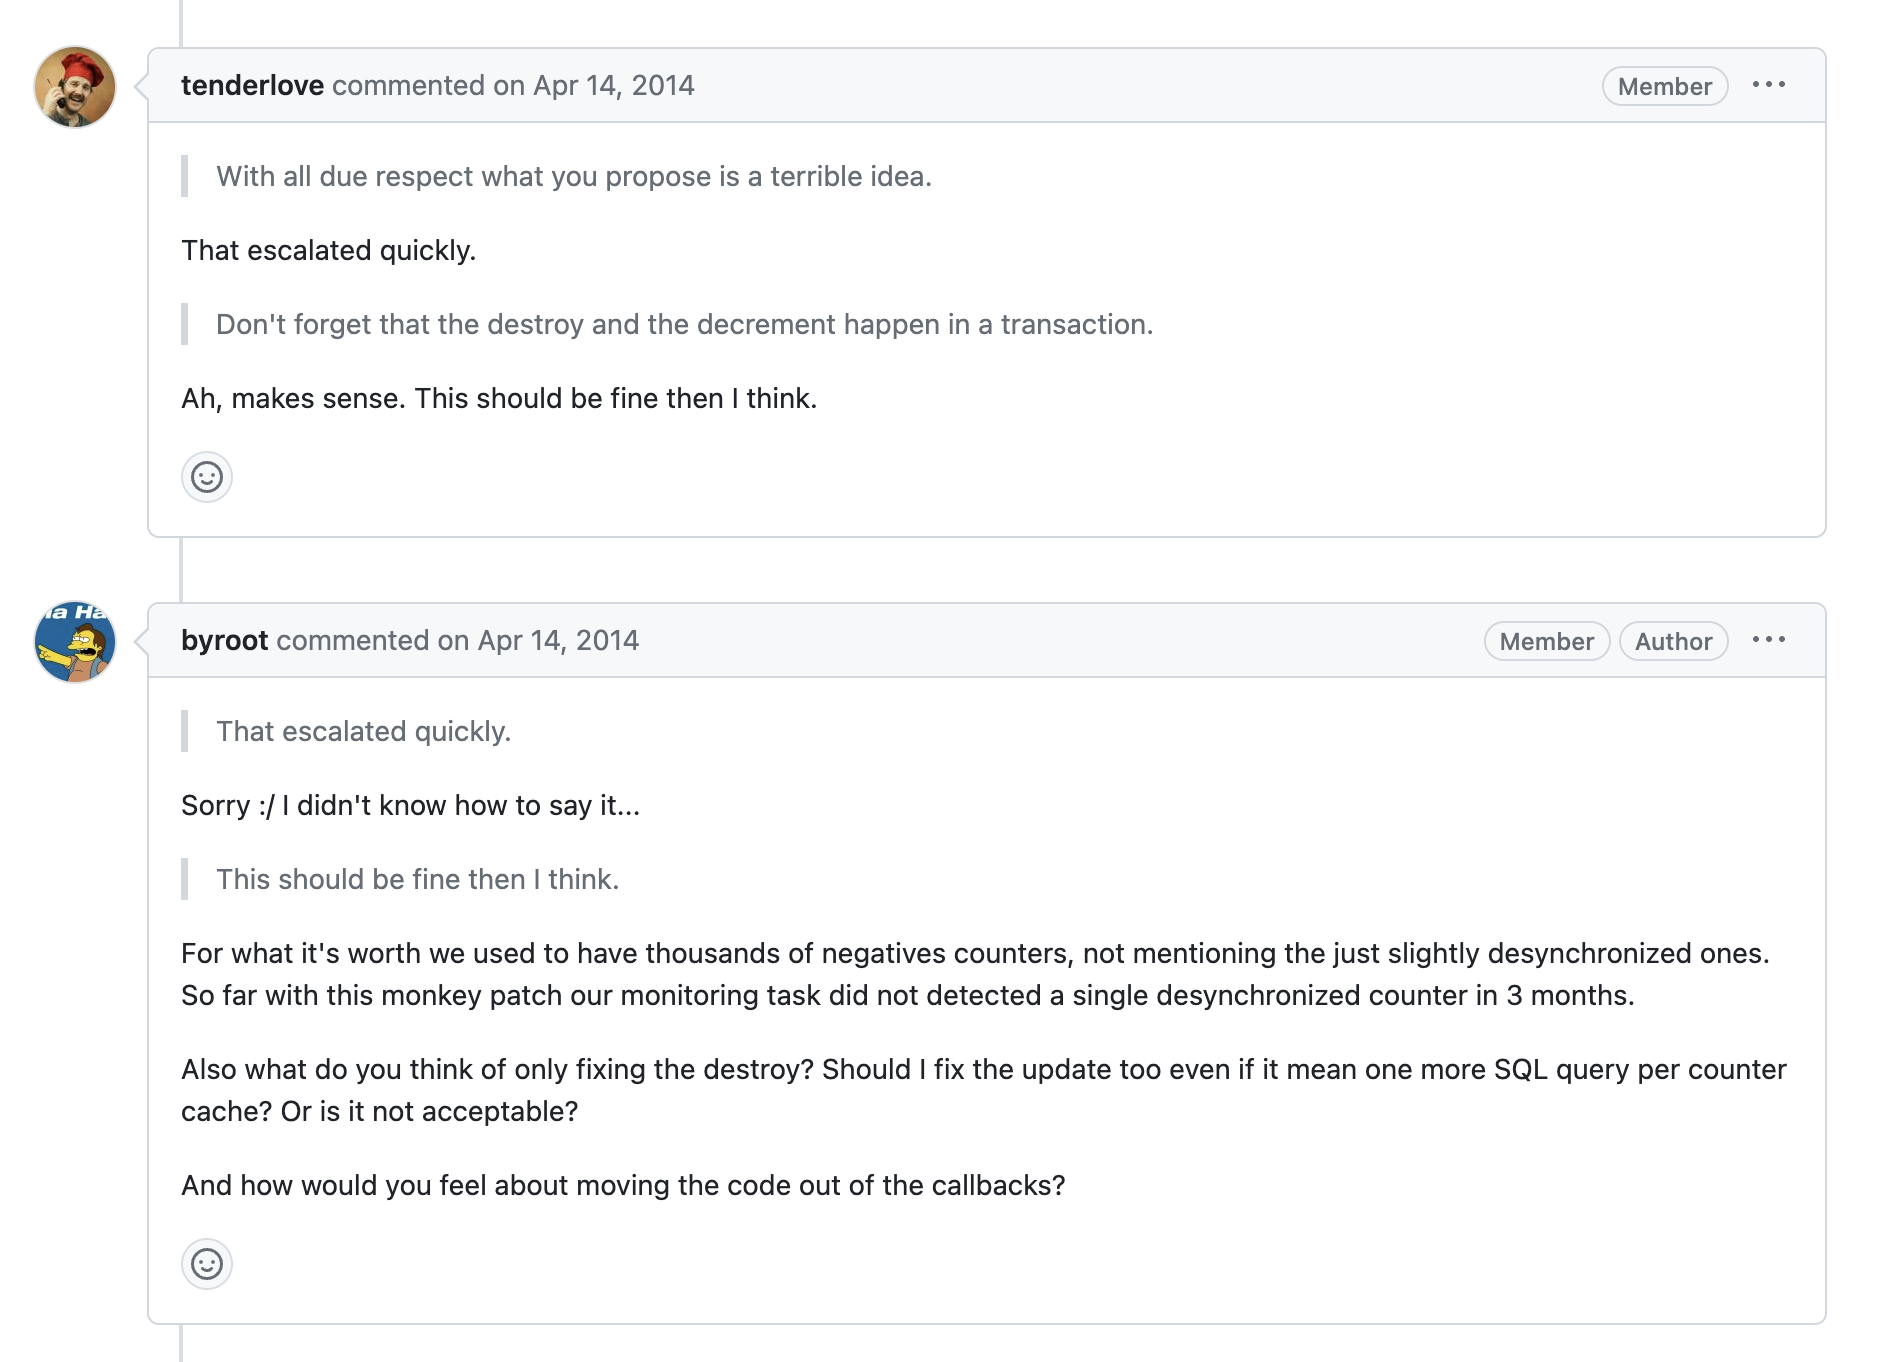 tenderlove commented on Apr 14, 2014
Member
With all due respect what you propose is a terrible idea.
That escalated quickly.
Don't forget that the destroy and the decrement happen in a transaction.
Ah, makes sense. This should be fine then I think.
Ha Ha
byroot commented on Apr 14, 2014
Member
Author
That escalated quickly.
Sorry :/ I didn't know how to say it...
This should be fine then I think.
For what it's worth we used to have thousands of negatives counters, not mentioning the just slightly desynchronized ones.
So far with this monkey patch our monitoring task did not detected a single desynchronized counter in 3 months.
Also what do you think of only fixing the destroy? Should I fix the update too even if it mean one more SQL query per counter
cache? Or is it not acceptable?
And how would you feel about moving the code out of the callbacks?